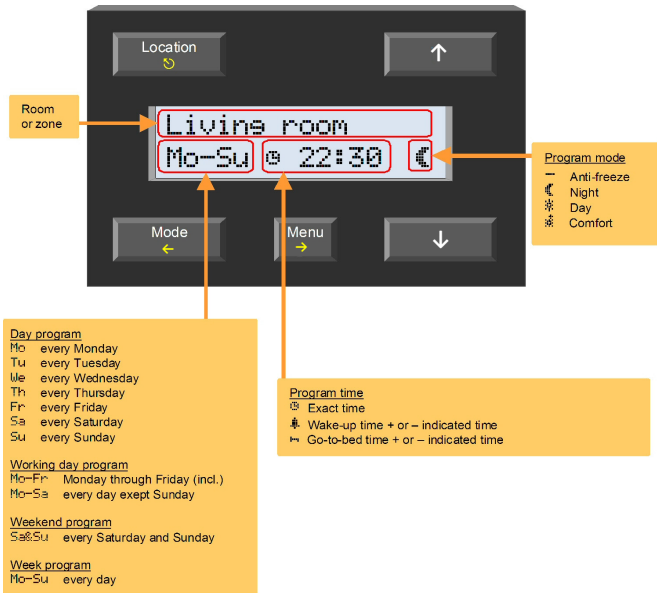 Location
Room
or zone
Living room
Mo-Su 22:30
Program mode
Anti-freeze
Night
Day
Comfort
Mode
Menu
Day program
Mo every Monday
Tu every Tuesday
We every Wednesday
Th every Thursday
Fr every Friday
Sa every Saturday
Su every Sunday
Working day program
Mo-Fr Monday through Friday (incl.)
Mo-Sa every day exept Sunday
Weekend program
Sa&Su every Saturday and Sunday
Week program
Mo-Su every day
Program time
Exact time
Wake-up time + or – indicated time
Go-to-bed time + or – indicated time